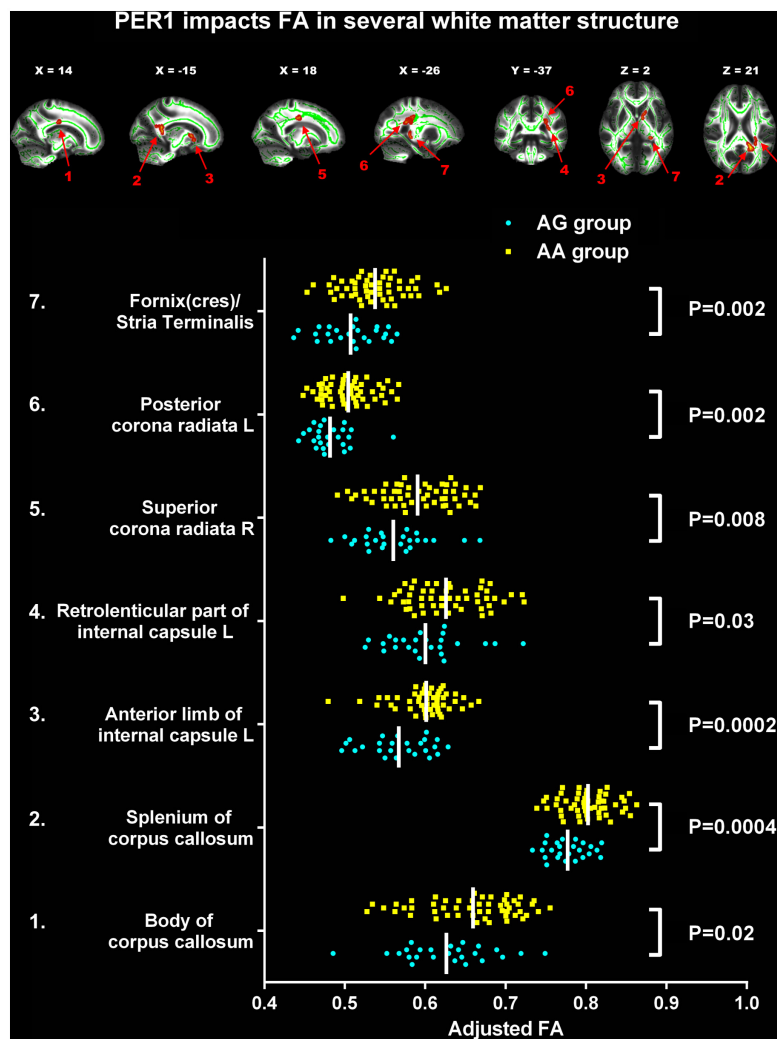 PER1 impacts FA in several white matter structure
X = 14 X = -15 X = 18 X = -26 Y = -37 Z = 2 Z = 21
6
1 2 3 5 6 7 4 3 7 2
AG group
AA group
7. Fornix(cres)/
Stria Terminalis
P=0.002
6. Posterior
corona radiata L
P=0.002
5. Superior
corona radiata R
P=0.008
4. Retrolenticular part of
internal capsule L
P=0.03
3. Anterior limb of
internal capsule L
P=0.0002
2. Splenium of
corpus callosum
P=0.0004
1. Body of
corpus callosum
P=0.02
0.4 0.5 0.6 0.7 0.8 0.9 1.0
Adjusted FA